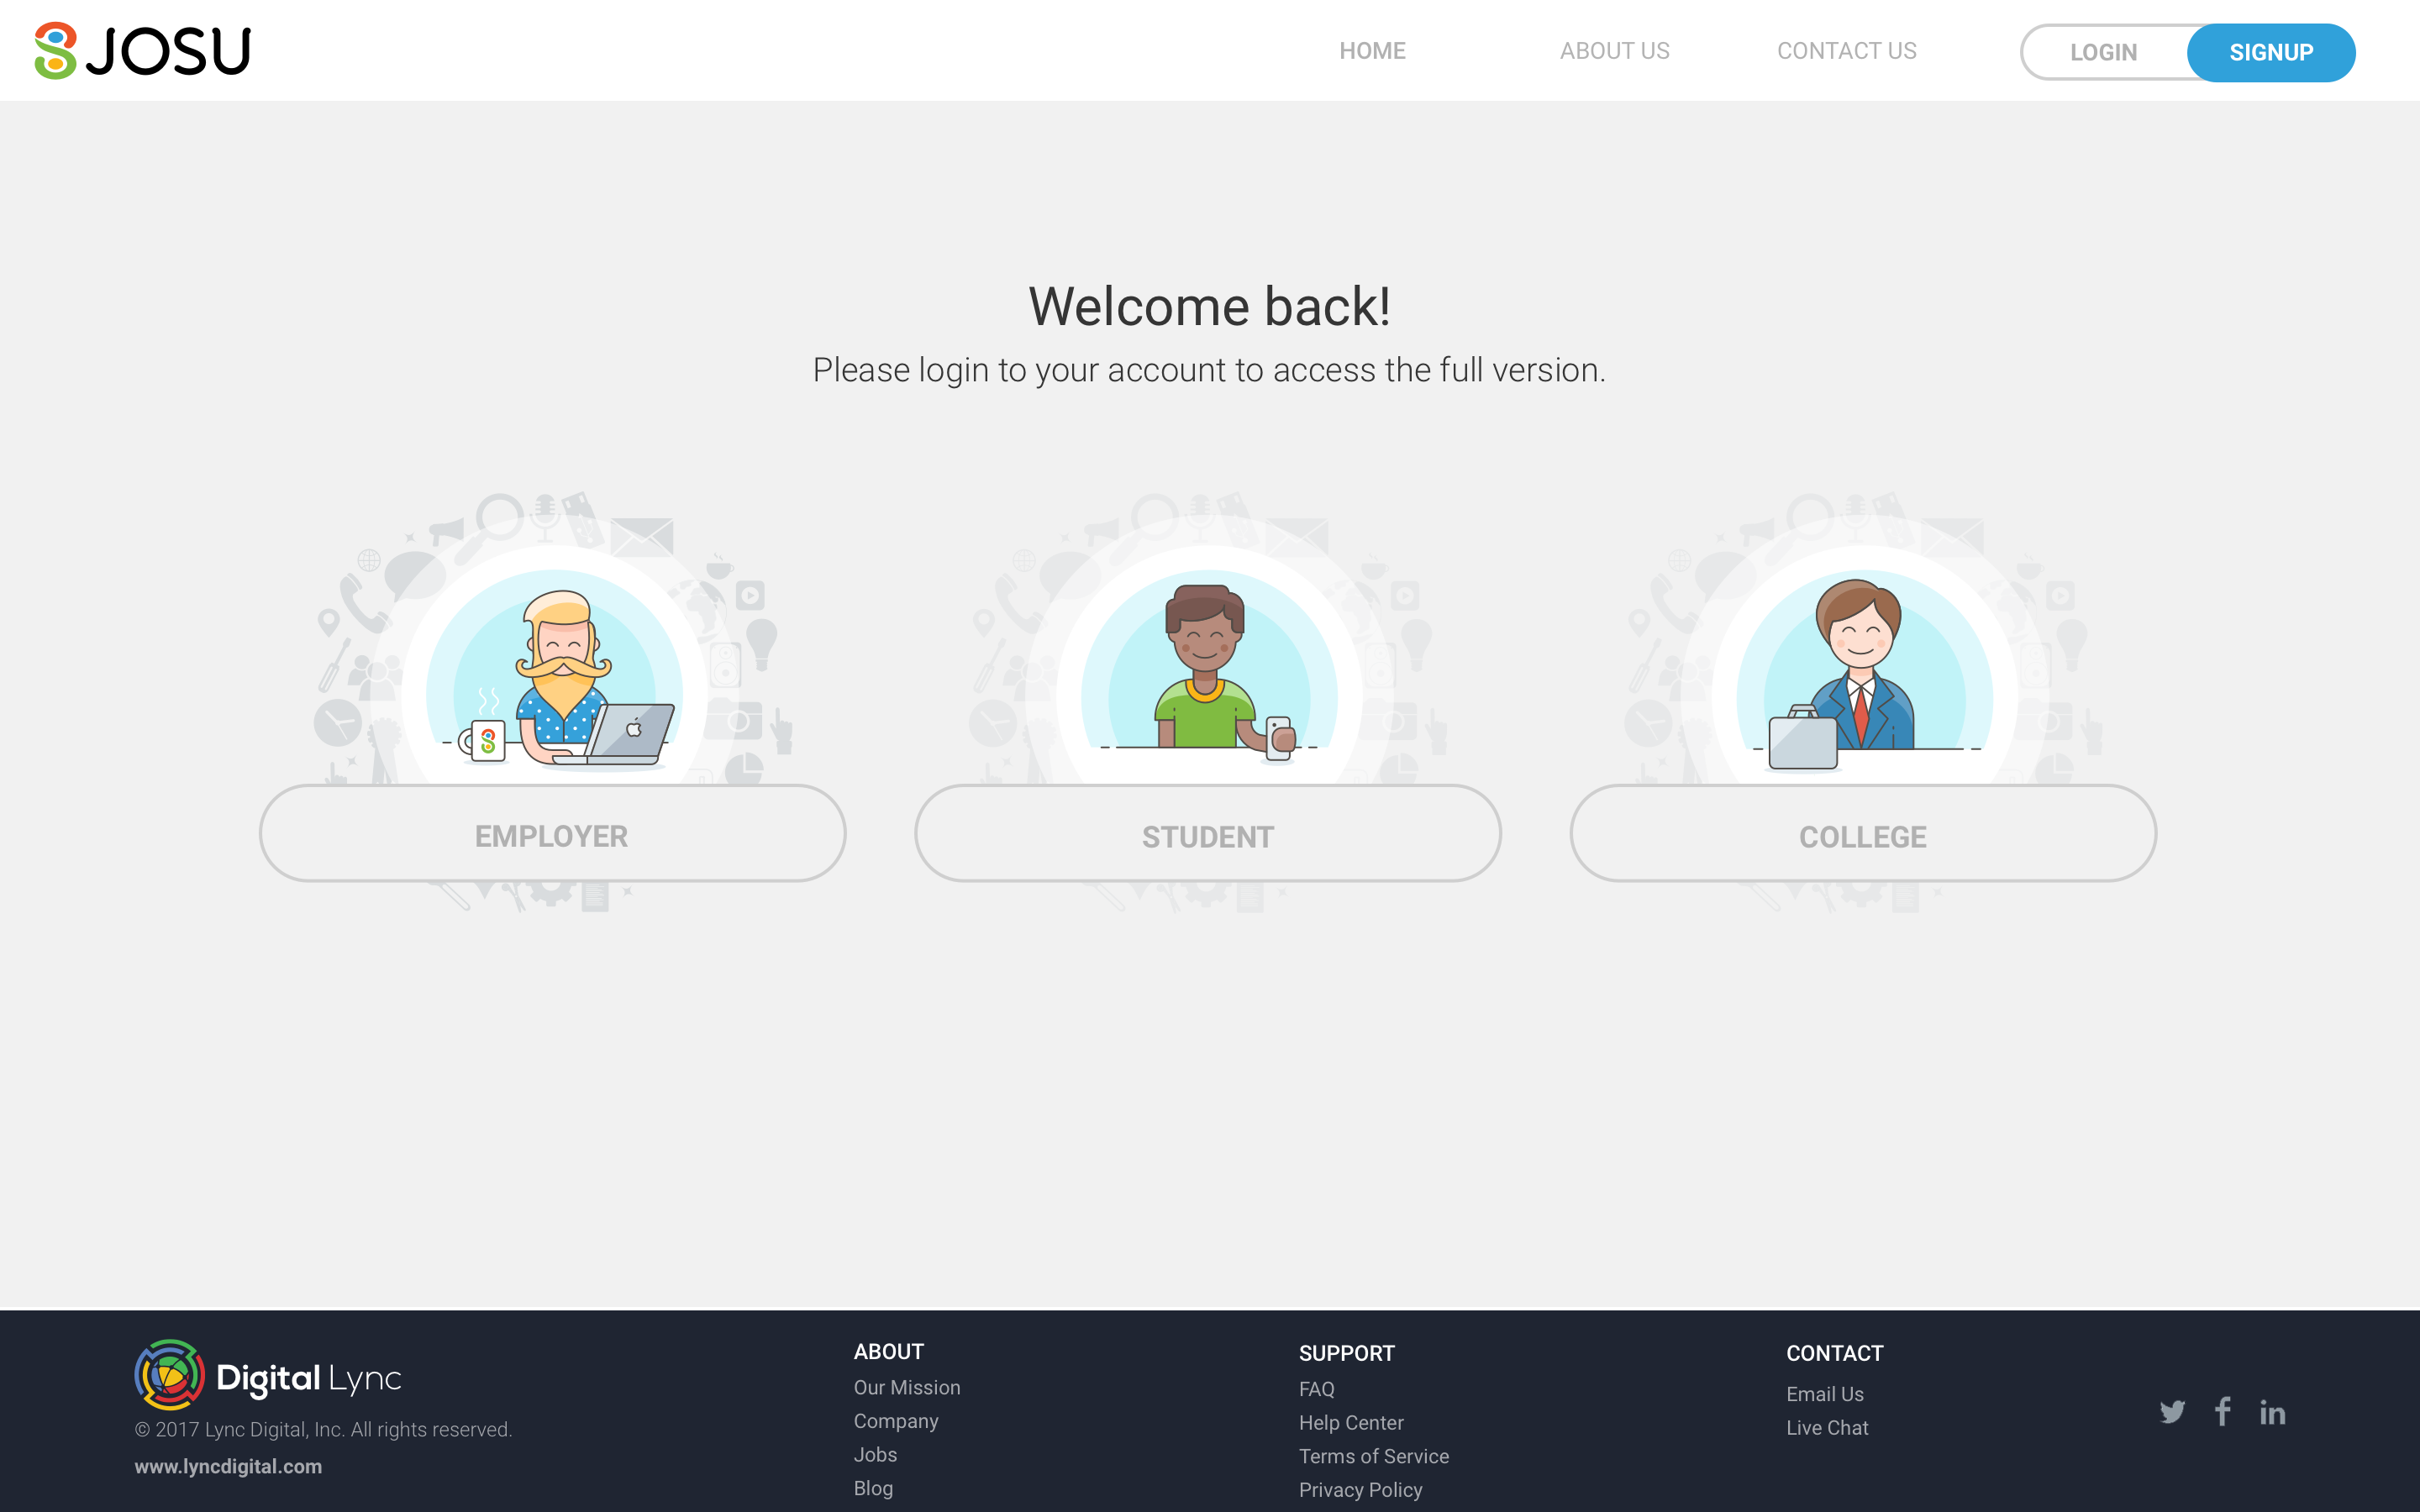 JOSU
HOME
ABOUT US
CONTACT US
LOGIN
SIGNUP
Welcome back!
Please login to your account to access the full version.
EMPLOYER
STUDENT
COLLEGE
Digital Lync
© 2017 Lync Digital, Inc. All rights reserved.
www.lyncdigital.com
ABOUT
Our Mission
Company
Jobs
Blog
SUPPORT
FAQ
Help Center
Terms of Service
Privacy Policy
CONTACT
Email Us
Live Chat